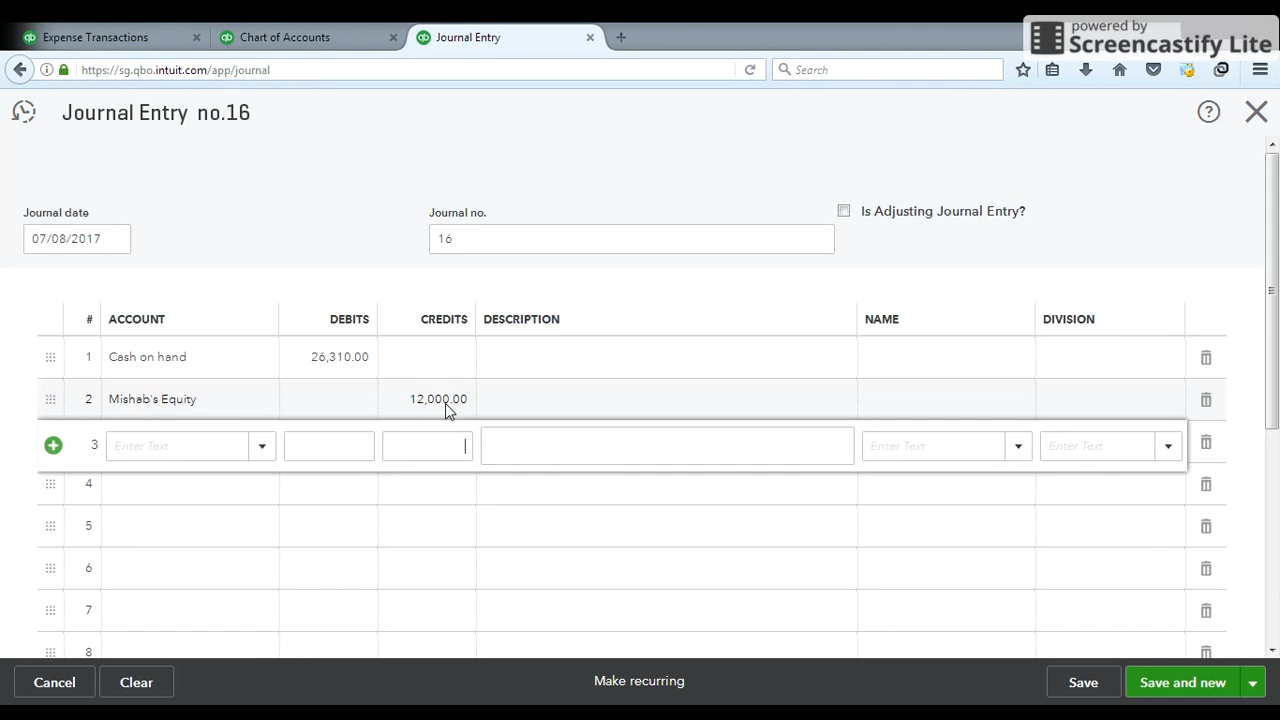 powered by
Screencastify Lite
Expense Transactions
Chart of Accounts
Journal Entry
https://sg.qbo.intuit.com/app/journal
Search
Journal Entry no.16
Journal date
Journal no.
Is Adjusting Journal Entry?
07/08/2017
16
# ACCOUNT DEBITS CREDITS DESCRIPTION NAME DIVISION
1 Cash on hand 26,310.00
2 Mishab's Equity 12,000.00
3 Enter Text Enter Text Enter Text
4
5
6
7
8
Cancel Clear Make recurring Save Save and new